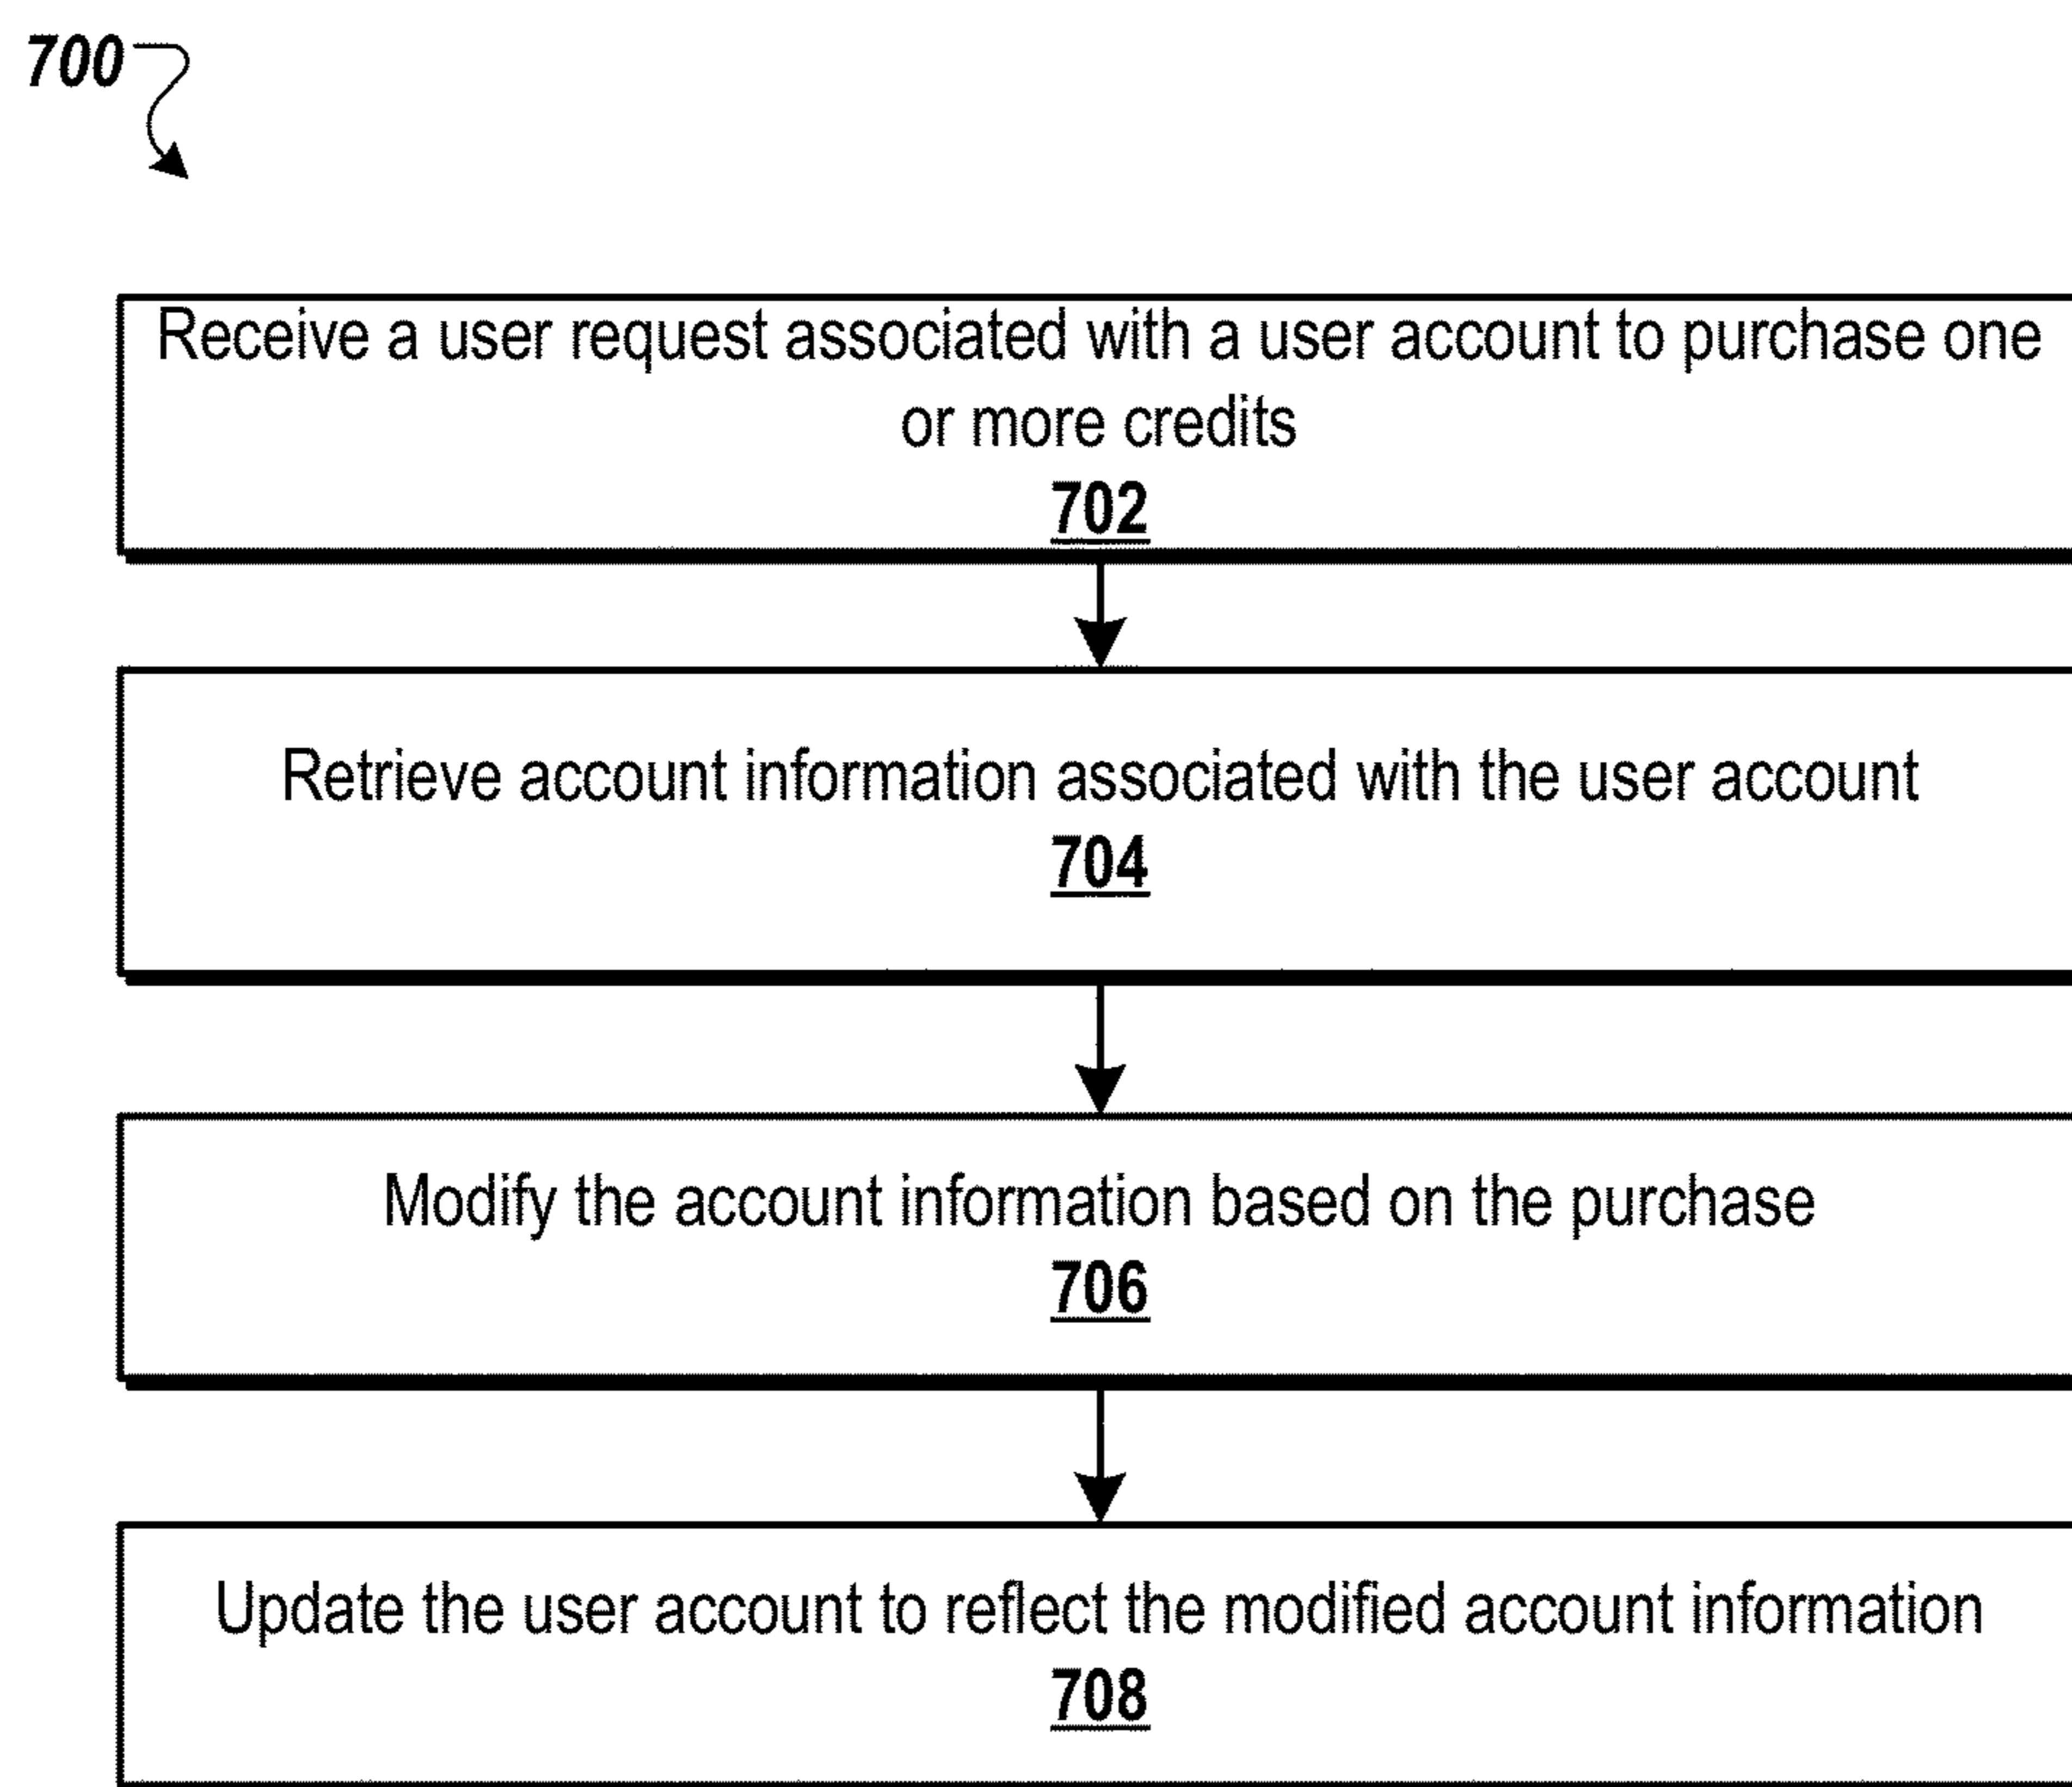 700
Receive a user request associated with a user account to purchase one
or more credits
702
Retrieve account information associated with the user account
704
Modify the account information based on the purchase
706
Update the user account to reflect the modified account information
708